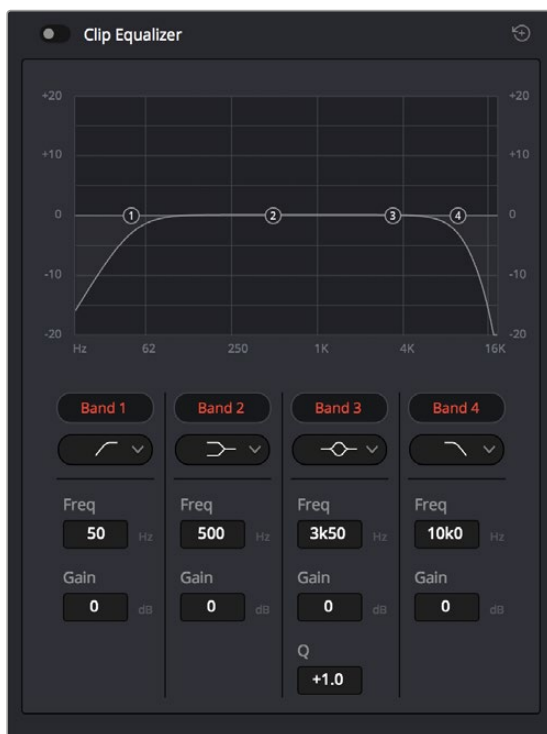 Clip Equalizer
+20 +20
+10 +10
0 1 2 3 4 0
-10 -10
-20 -20
Hz 62 250 1K 4K 16K
Band 1 Band 2 Band 3 Band 4
Freq Freq Freq Freq
50 Hz 500 Hz 3k50 Hz 10k0 Hz
Gain Gain Gain Gain
0 dB 0 dB 0 dB 0 dB
Q
+1.0